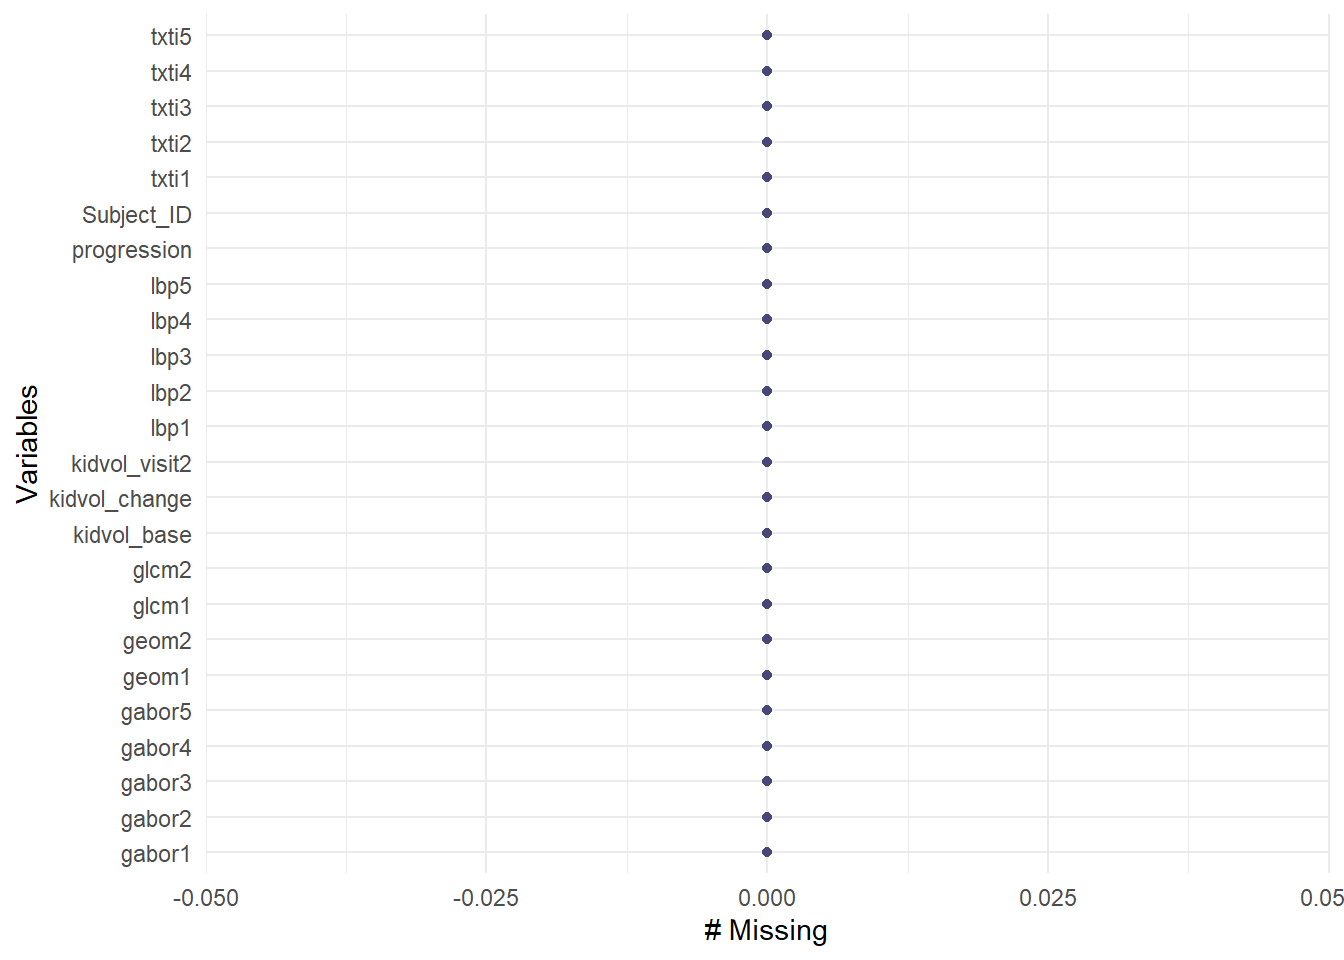 txti5
txti4
txti3
txti2
txti1
Subject_ID
progression
lbp5
lbp4
lbp3
lbp2
lbp1
kidvol_visit2
kidvol_change
kidvol_base
glcm2
glcm1
geom2
geom1
gabor5
gabor4
gabor3
gabor2
gabor1
Variables
-0.050 -0.025 0.000 0.025 0.05
# Missing